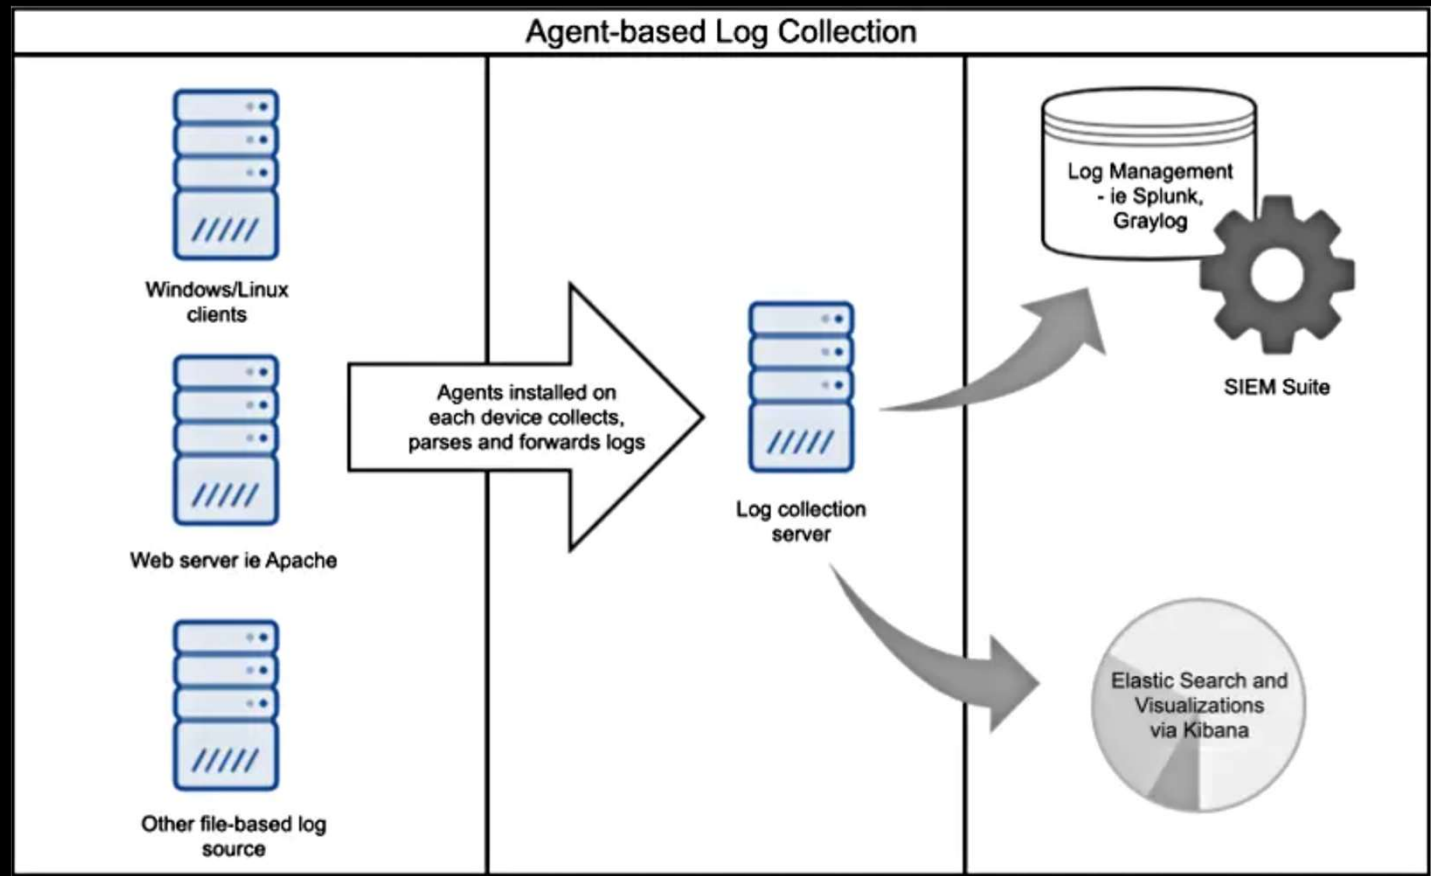 Agent-based Log Collection
Windows/Linux
clients
Web server ie Apache
Other file-based log
source
Agents installed on
each device collects,
parses and forwards logs
Log collection
server
Log Management
- ie Splunk,
Graylog
SIEM Suite
Elastic Search and
Visualizations
via Kibana